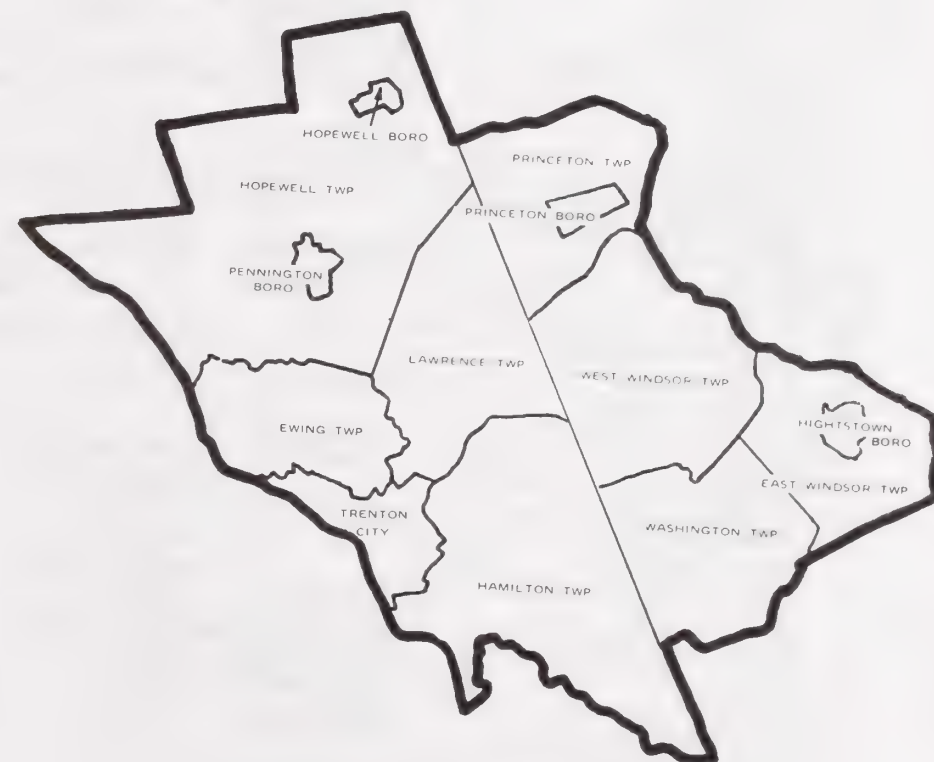 HOPEWELL BORO
PRINCETON TWP
HOPEWELL TWP
PRINCETON BORO
PENNINGTON
BORO
LAWRENCE TWP
WEST WINDSOR TWP
EWING TWP
HIGHTSTOWN
BORO
EAST WINDSOR TWP
TRENTON
CITY
WASHINGTON TWP
HAMILTON TWP